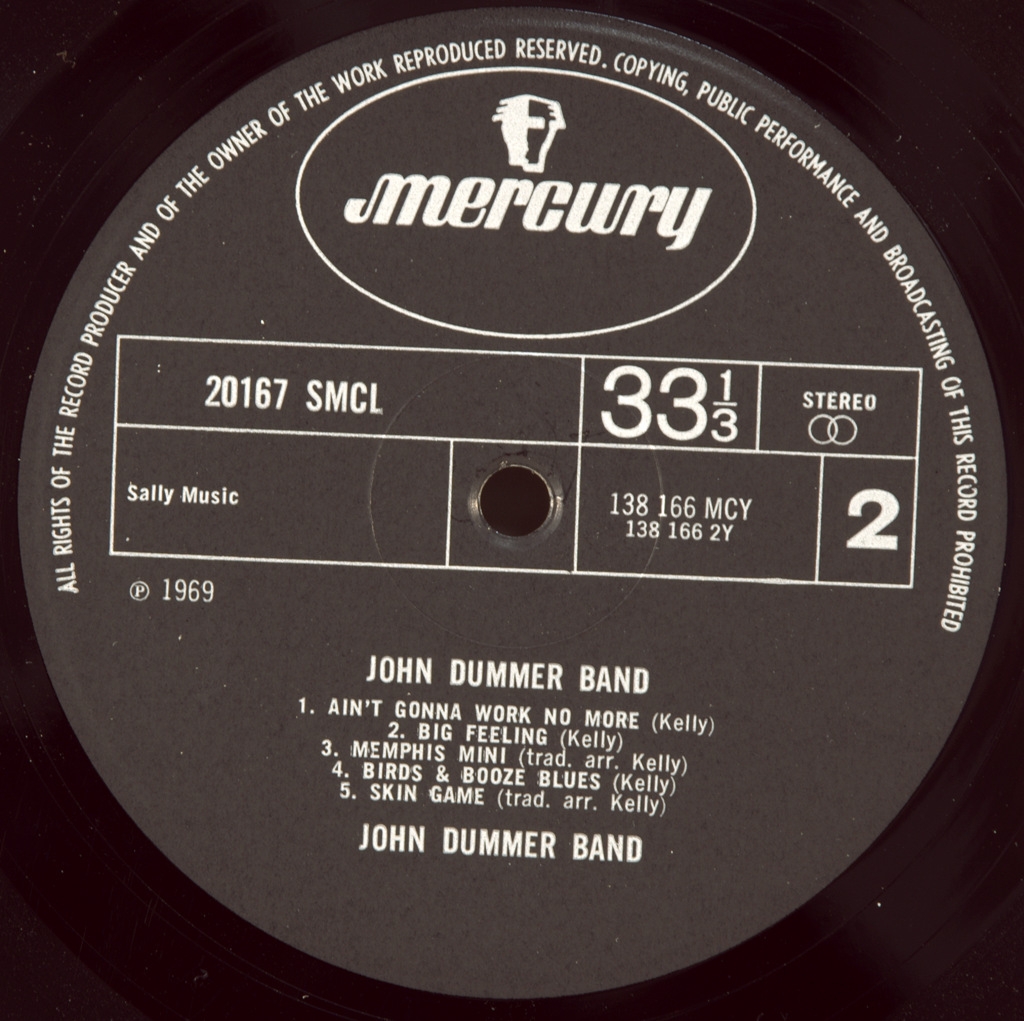 ALL RIGHTS OF THE RECORD PRODUCER AND OF THE OWNER OF THE WORK REPRODUCED RESERVED. COPYING, PUBLIC PERFORMANCE AND BROADCASTING OF THIS RECORD PROHIBITED
mercury
20167 SMCL
33 1/3
STEREO
Sally Music
138 166 MCY
138 166 2Y
2
℗ 1969
JOHN DUMMER BAND
1. AIN'T GONNA WORK NO MORE (Kelly)
2. BIG FEELING (Kelly)
3. MEMPHIS MINI (trad. arr. Kelly)
4. BIRDS & BOOZE BLUES (Kelly)
5. SKIN GAME (trad. arr. Kelly)
JOHN DUMMER BAND